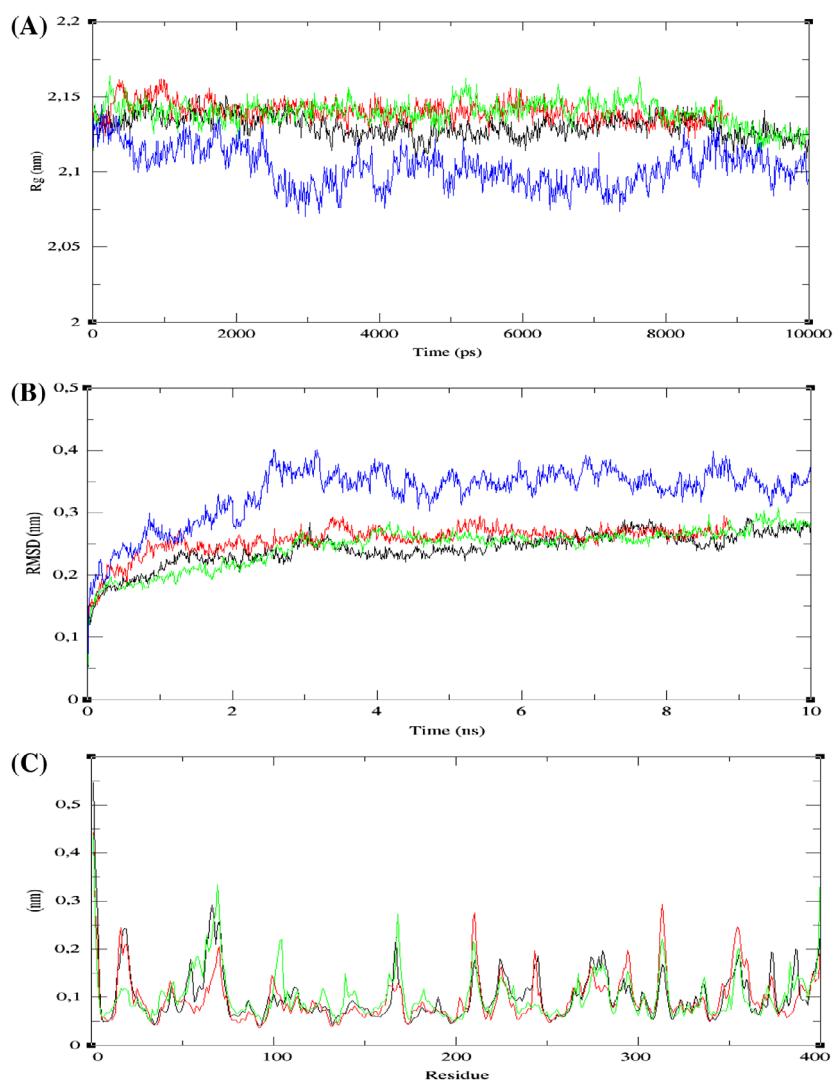 (A)
2,2
2,15
2,1
2,05
2
Rg (nm)
0 2000 4000 6000 8000 10000
Time (ps)
(B)
0,5
0,4
0,3
0,2
0,1
0
RMSD (nm)
0 2 4 6 8 10
Time (ns)
(C)
0,5
0,4
0,3
0,2
0,1
0
(nm)
0 100 200 300 400
Residue